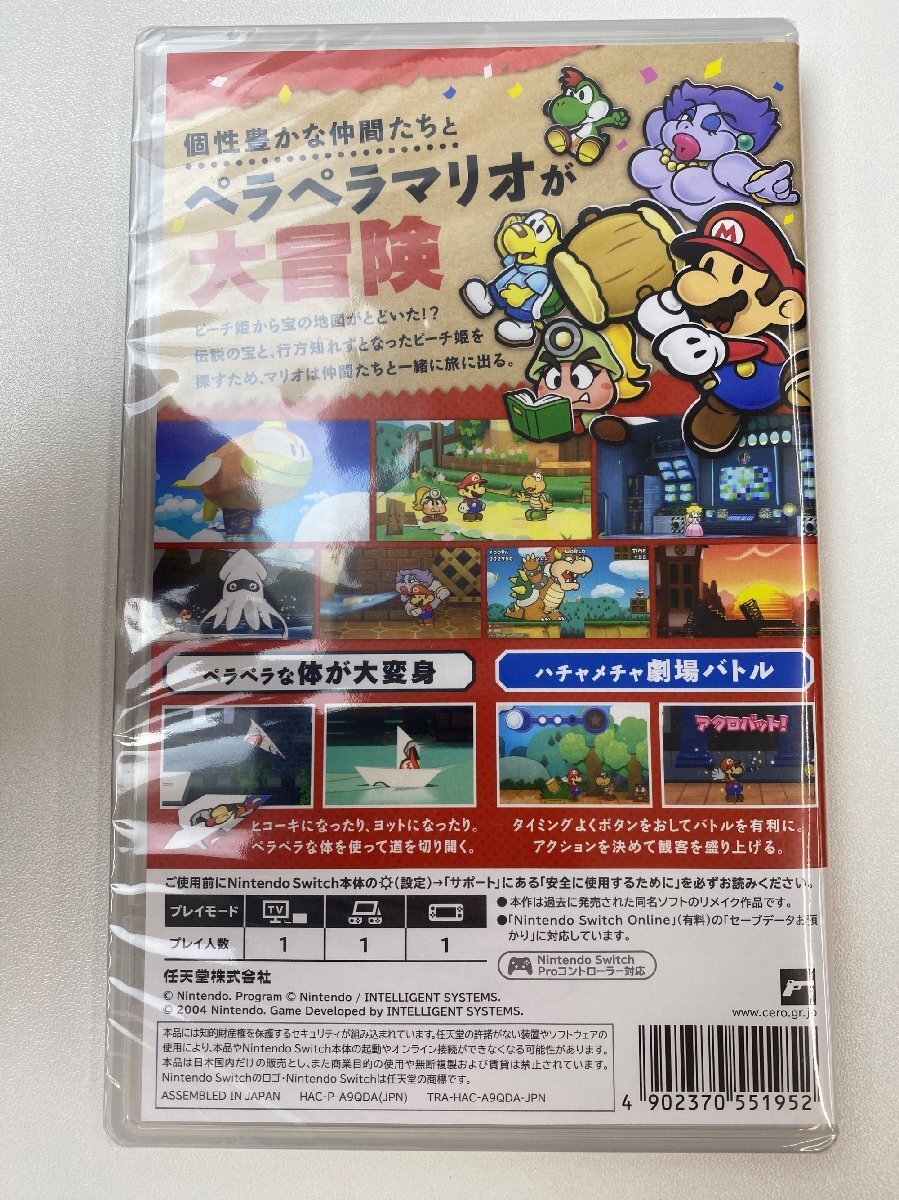 個性豊かな仲間たちと
ペラペラマリオが
大冒険
ピーチ姫から宝の地図がとどいた!?
伝説の宝と、行方知れずとなったピーチ姫を
探すため、マリオは仲間たちと一緒に旅に出る。
WORLD
TIME
ペラペラな体が大変身
ハチャメチャ劇場バトル
アクロバット!
ヒコーキになったり、ヨットになったり。
ペラペラな体を使って道を切り開く。
タイミングよくボタンをおしてバトルを有利に。
アクションを決めて観客を盛り上げる。
ご使用前にNintendo Switch本体の(設定)→「サポート」にある「安全に使用するために」を必ずお読みください。
プレイモード
TV
プレイ人数
1
1
1
●本作は過去に発売された同名ソフトのリメイク作品です。
●「Nintendo Switch Online」(有料)の「セーブデータお預
かり」に対応しています。
Nintendo Switch
Proコントローラー対応
任天堂株式会社
© Nintendo. Program © Nintendo / INTELLIGENT SYSTEMS.
© 2004 Nintendo. Game Developed by INTELLIGENT SYSTEMS.
www.cero.gr.jp
本品には知的財産権を保護するセキュリティが組み込まれています。任天堂の許諾がない装置やソフトウェアの
使用により、本品やNintendo Switch本体の起動やオンライン接続ができなくなる可能性があります。
本品は日本国内だけの販売とし、また商業目的の使用や無断複製および賃貸は禁止されています。
Nintendo Switchのロゴ・Nintendo Switchは任天堂の商標です。
ASSEMBLED IN JAPAN HAC-P-A9QDA(JPN) TRA-HAC-A9QDA-JPN
4 902370 551952